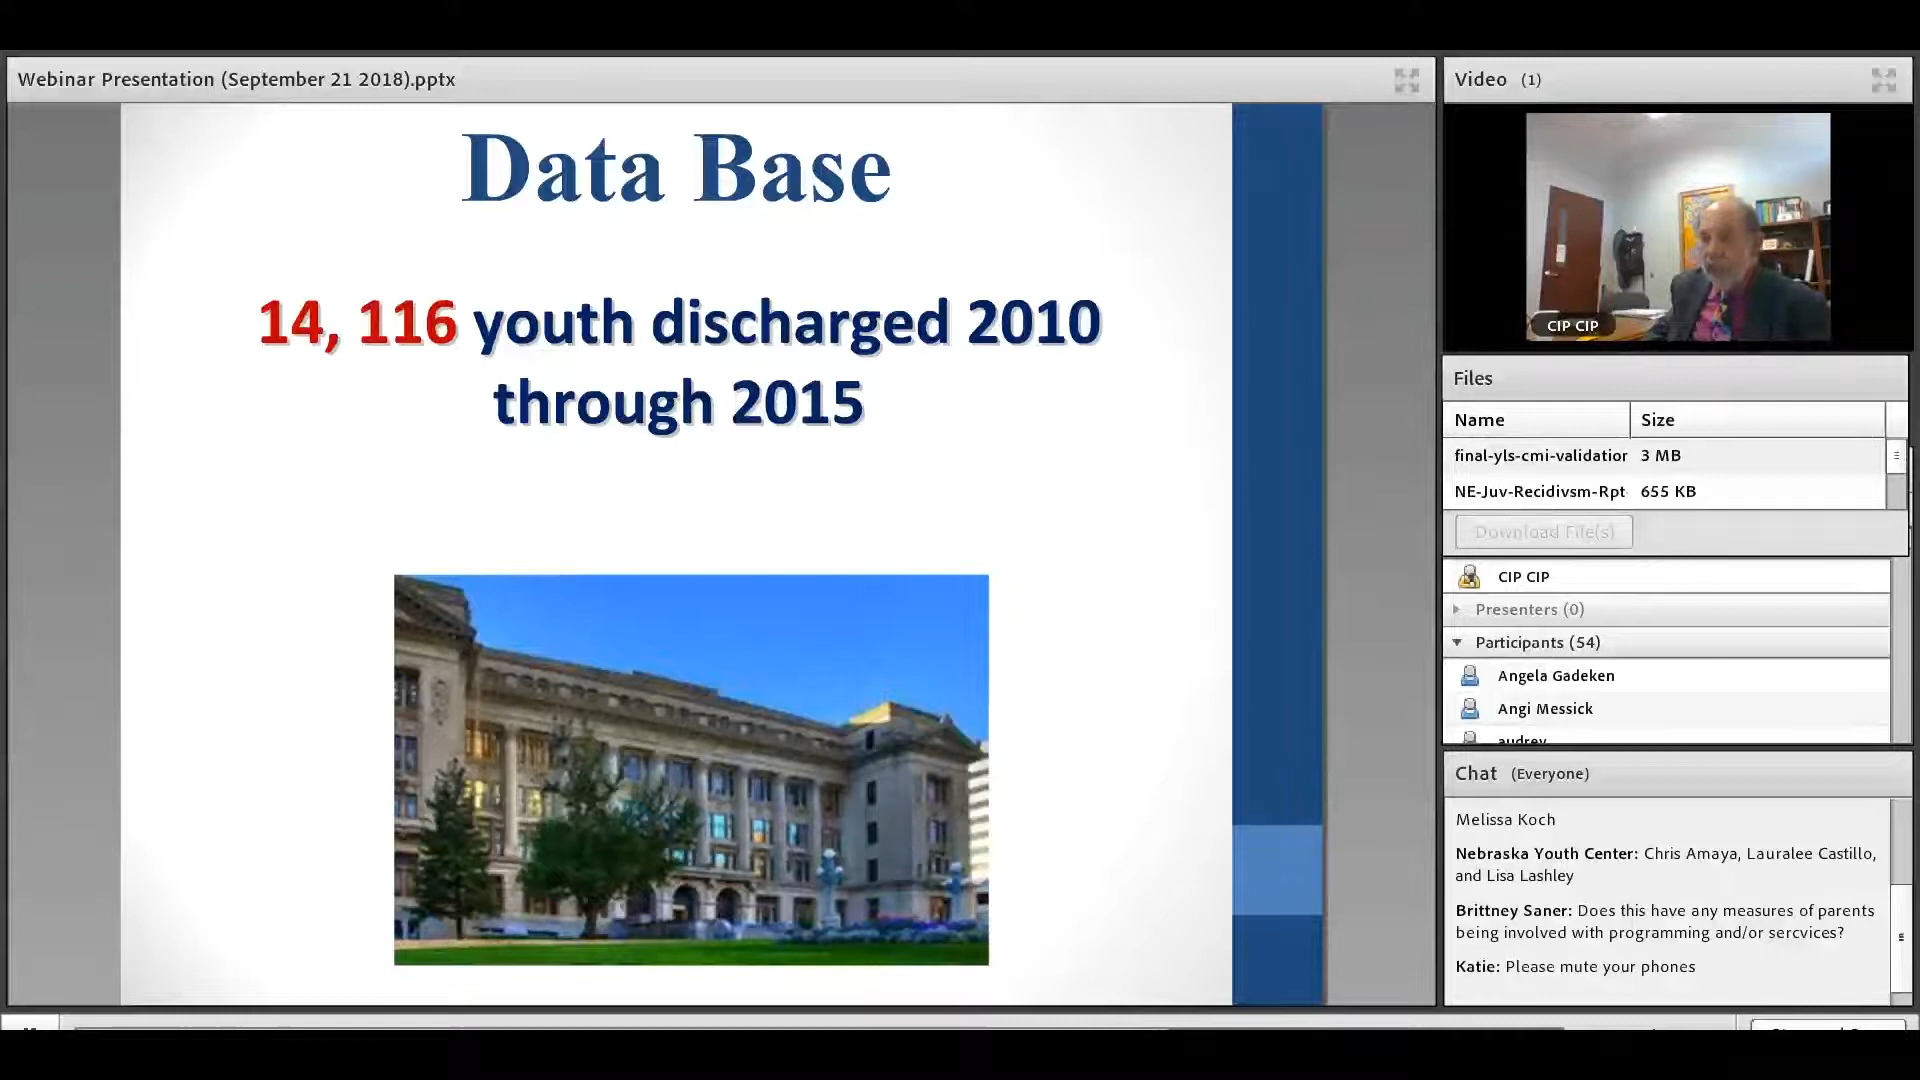 Webinar Presentation (September 21 2018).pptx
Data Base
14, 116 youth discharged 2010
through 2015
Video (1)
CIP CIP
Files
Name Size
final-yls-cmi-validation 3 MB
NE-Juv-Recidivsm-Rpt 655 KB
Download File(s)
CIP CIP
Presenters (0)
Participants (54)
Angela Gadeken
Angi Messick
audrey
Chat (Everyone)
Melissa Koch
Nebraska Youth Center: Chris Amaya, Lauralee Castillo,
and Lisa Lashley
Brittney Saner: Does this have any measures of parents
being involved with programming and/or sercvices?
Katie: Please mute your phones